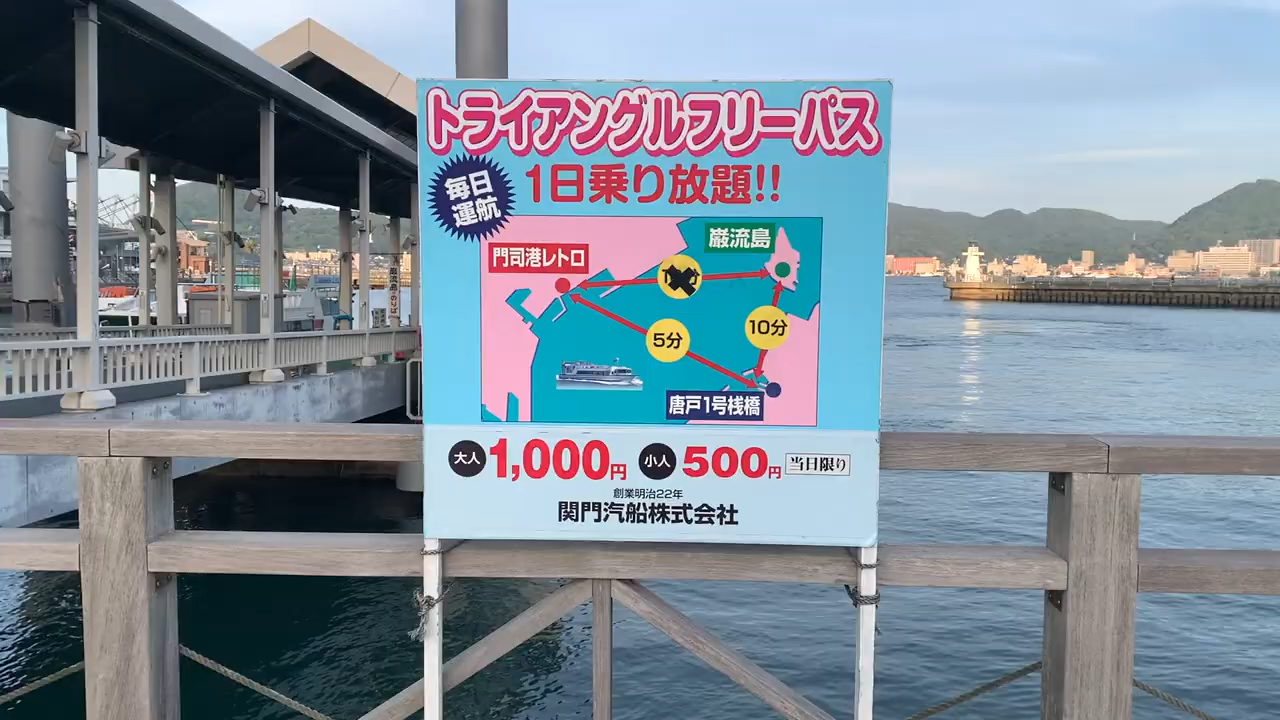 トライアングルフリーパス
毎日
運航
1日乗り放題!!
門司港レトロ
巌流島
5分
10分
唐戸1号桟橋
大人 1,000円 小人 500円 当日限り
創業明治22年
関門汽船株式会社